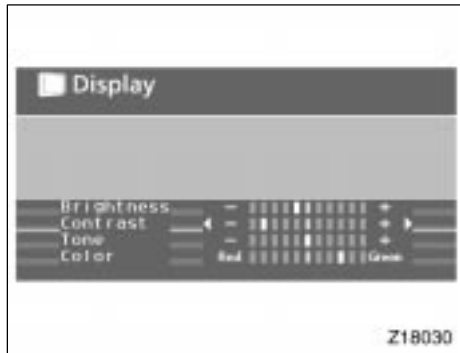 Display
Brightness - +
Contrast - +
Tone - +
Color Red Green
Z18030